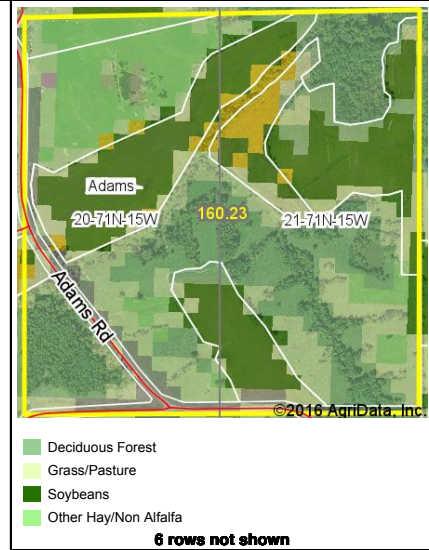 Adams
20-71N-15W
160.23
21-71N-15W
Adams Rd
©2016 AgriData, Inc.
Deciduous Forest
Grass/Pasture
Soybeans
Other Hay/Non Alfalfa
6 rows not shown